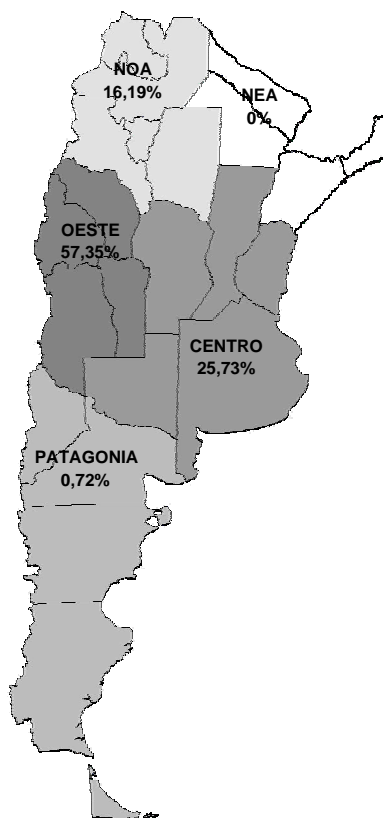 NOA
16,19%
NEA
0%
OESTE
57,35%
CENTRO
25,73%
PATAGONIA
0,72%